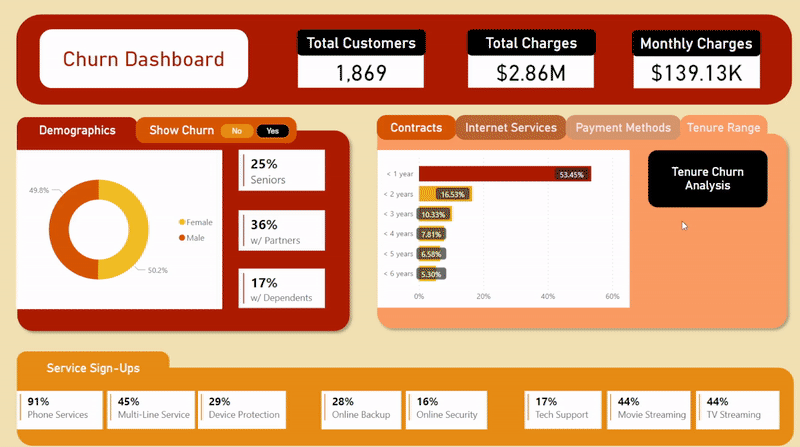 Churn Dashboard
Total Customers
1,869
Total Charges
$2.86M
Monthly Charges
$139.13K
Demographics
Show Churn
No
Yes
49.8%
50.2%
Female
Male
25%
Seniors
36%
w/ Partners
17%
w/ Dependents
Contracts
Internet Services
Payment Methods
Tenure Range
< 1 year
53.45%
< 2 years
16.53%
< 3 years
10.33%
< 4 years
7.81%
< 5 years
6.58%
< 6 years
5.30%
0%
20%
40%
60%
Tenure Churn
Analysis
Service Sign-Ups
91%
Phone Services
45%
Multi-Line Service
29%
Device Protection
28%
Online Backup
16%
Online Security
17%
Tech Support
44%
Movie Streaming
44%
TV Streaming